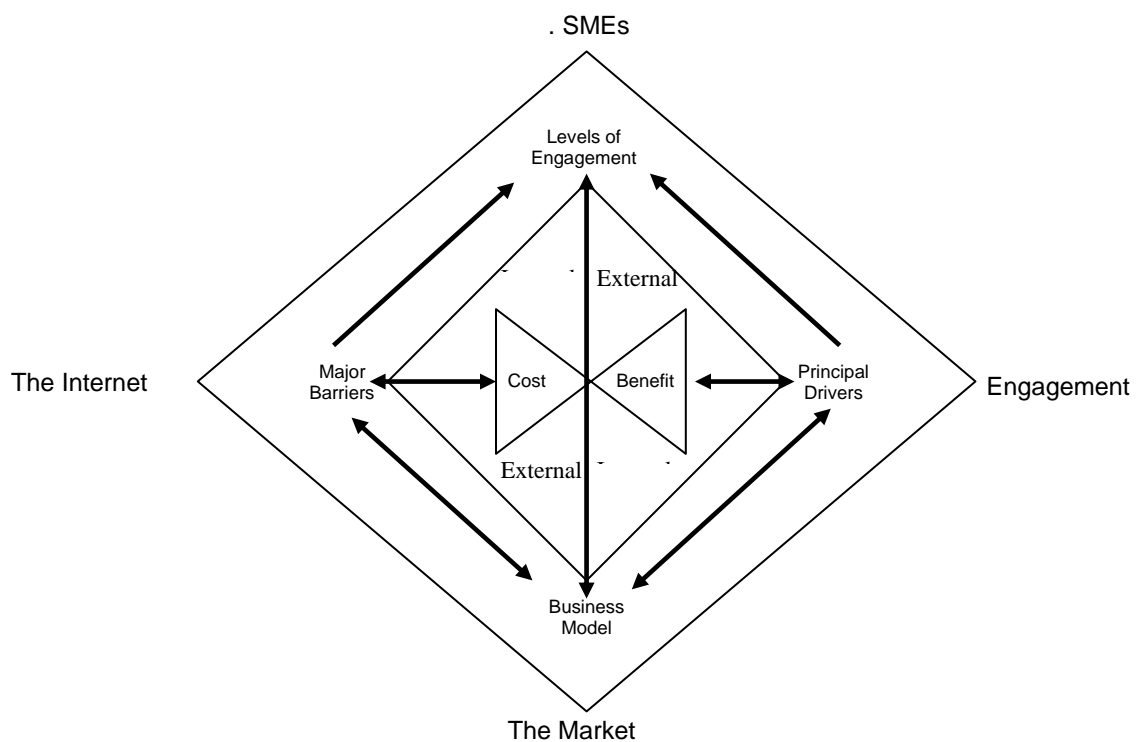 . SMEs
Levels of
Engagement
External
The Internet
Major
Barriers
Cost
Benefit
Principal
Drivers
Engagement
External
Business
Model
The Market